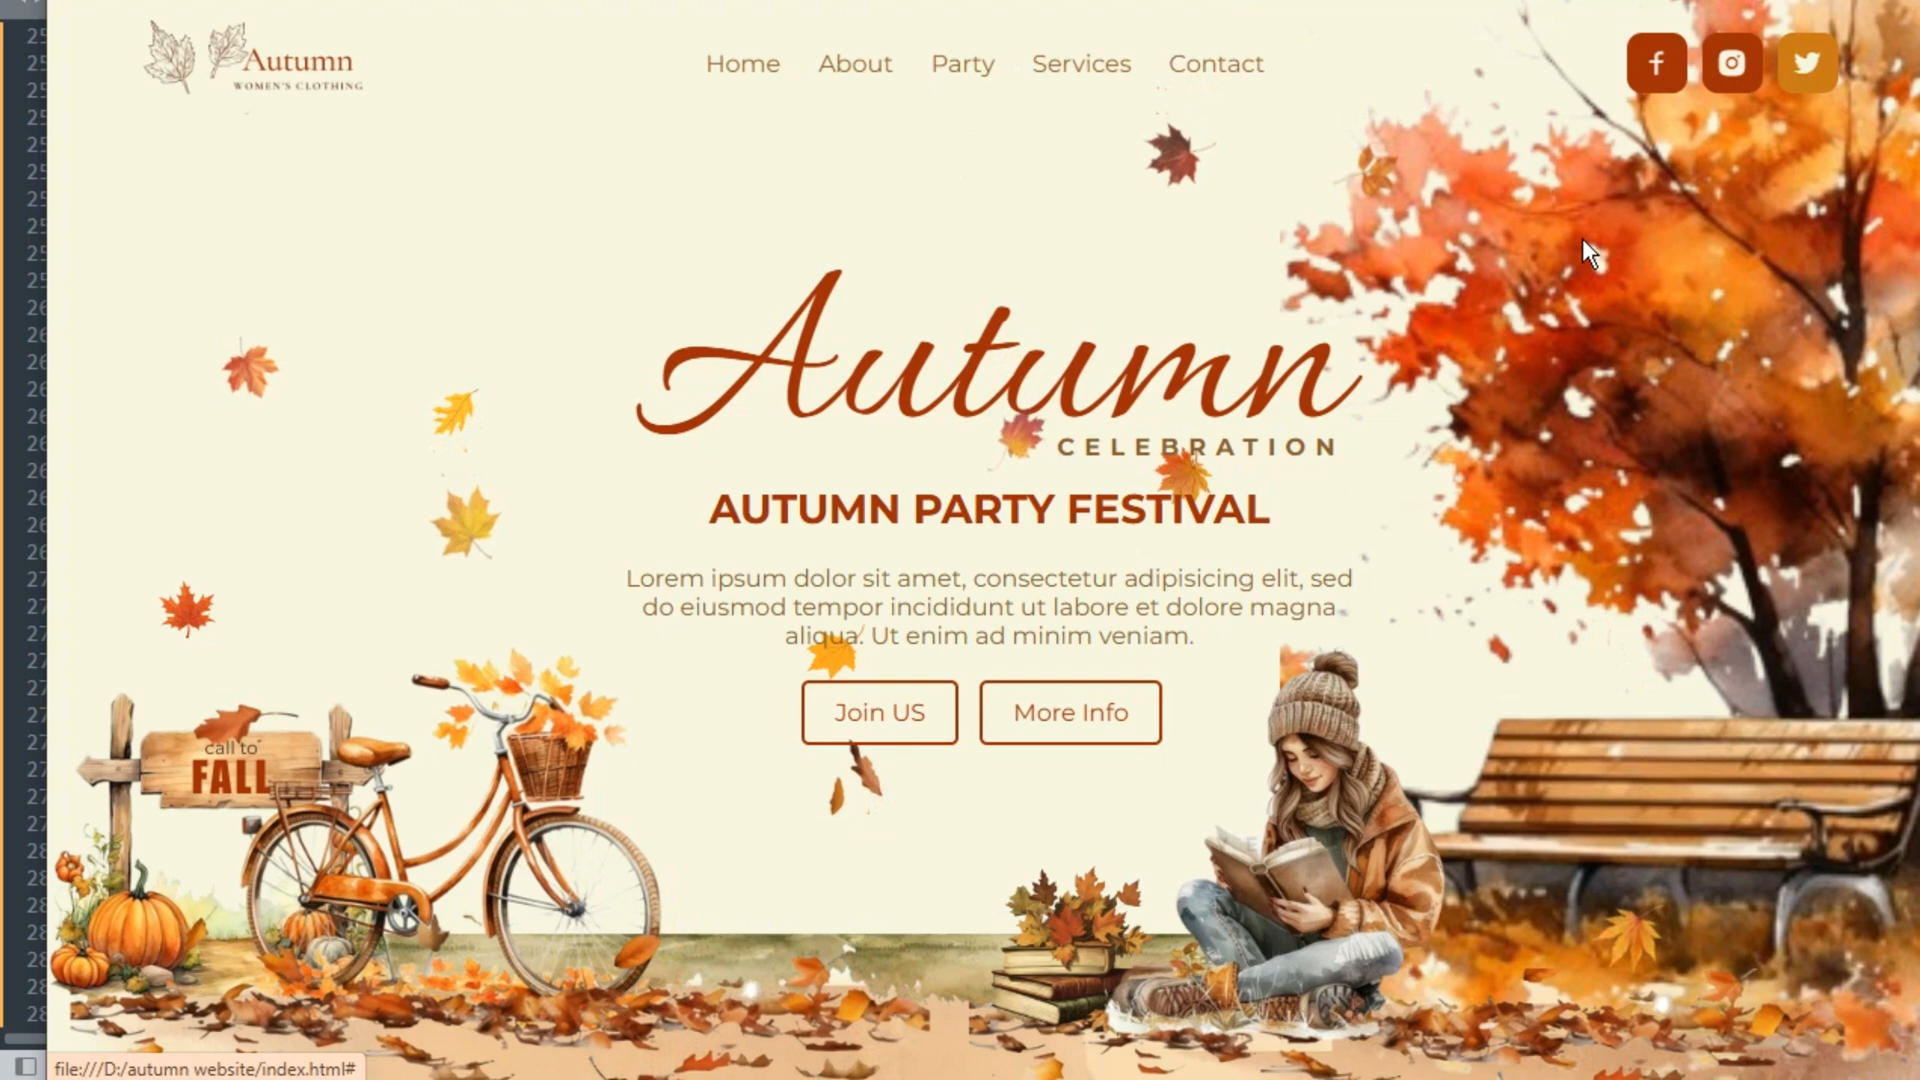 Autumn
WOMEN'S CLOTHING
Home About Party Services Contact
Autumn
CELEBRATION
AUTUMN PARTY FESTIVAL
Lorem ipsum dolor sit amet, consectetur adipisicing elit, sed
do eiusmod tempor incididunt ut labore et dolore magna
aliqua. Ut enim ad minim veniam.
Join US More Info
call to
FALL
file:///D:/autumn website/index.html#